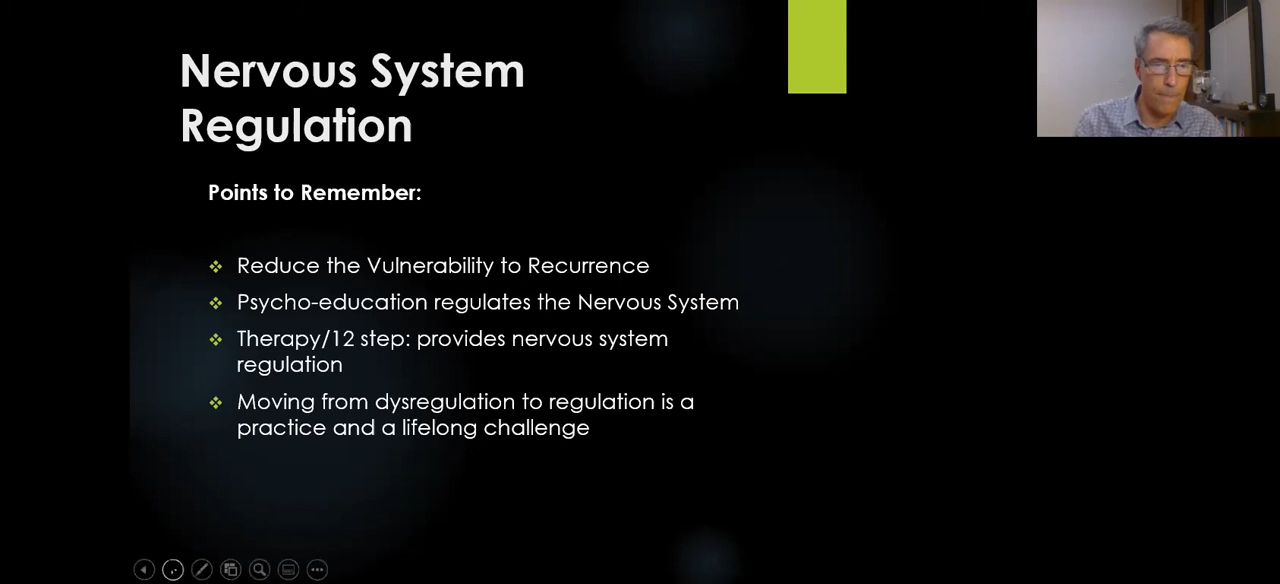 Nervous System
Regulation
Points to Remember:
Reduce the Vulnerability to Recurrence
Psycho-education regulates the Nervous System
Therapy/12 step: provides nervous system
regulation
Moving from dysregulation to regulation is a
practice and a lifelong challenge